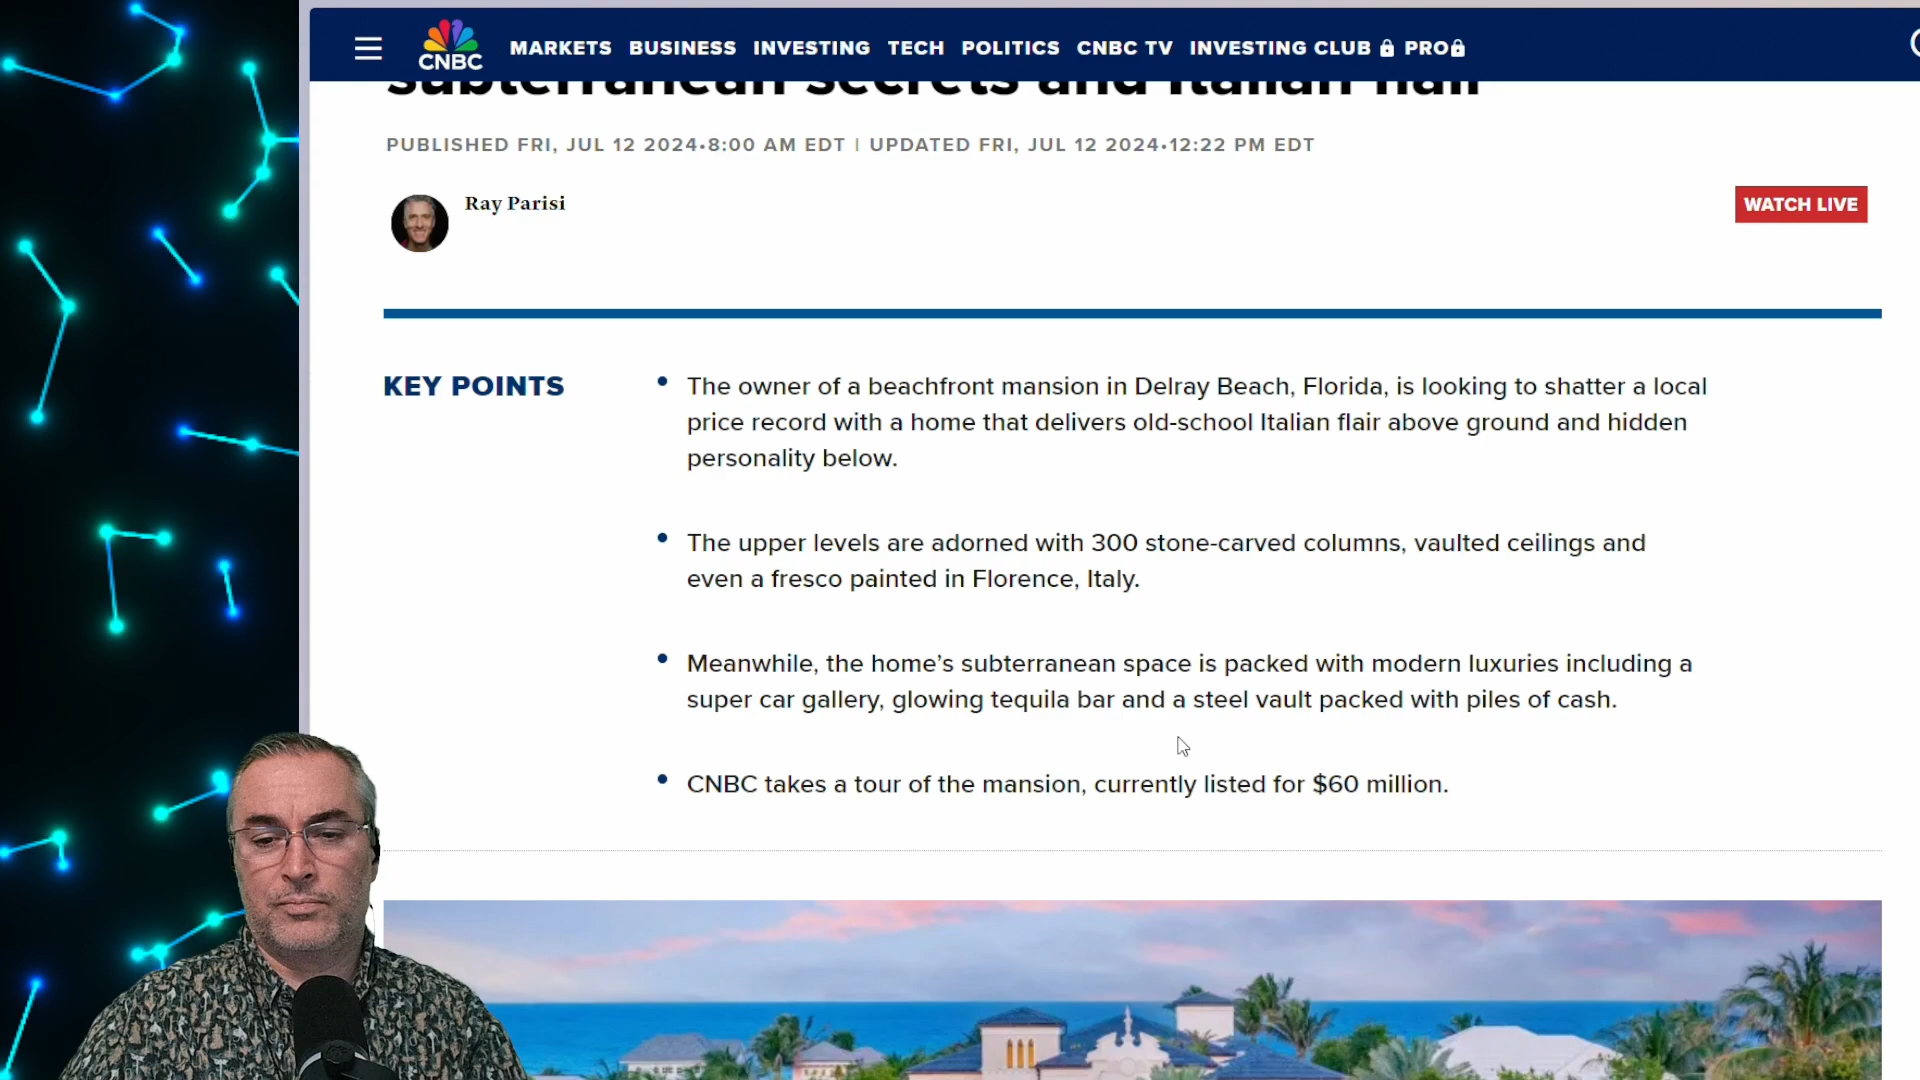 CNBC
MARKETS BUSINESS INVESTING TECH POLITICS CNBC TV INVESTING CLUB PRO
subterranean secrets and Italian flair
PUBLISHED FRI, JUL 12 2024•8:00 AM EDT | UPDATED FRI, JUL 12 2024•12:22 PM EDT
Ray Parisi
WATCH LIVE
KEY POINTS
• The owner of a beachfront mansion in Delray Beach, Florida, is looking to shatter a local
price record with a home that delivers old-school Italian flair above ground and hidden
personality below.
• The upper levels are adorned with 300 stone-carved columns, vaulted ceilings and
even a fresco painted in Florence, Italy.
• Meanwhile, the home’s subterranean space is packed with modern luxuries including a
super car gallery, glowing tequila bar and a steel vault packed with piles of cash.
• CNBC takes a tour of the mansion, currently listed for $60 million.